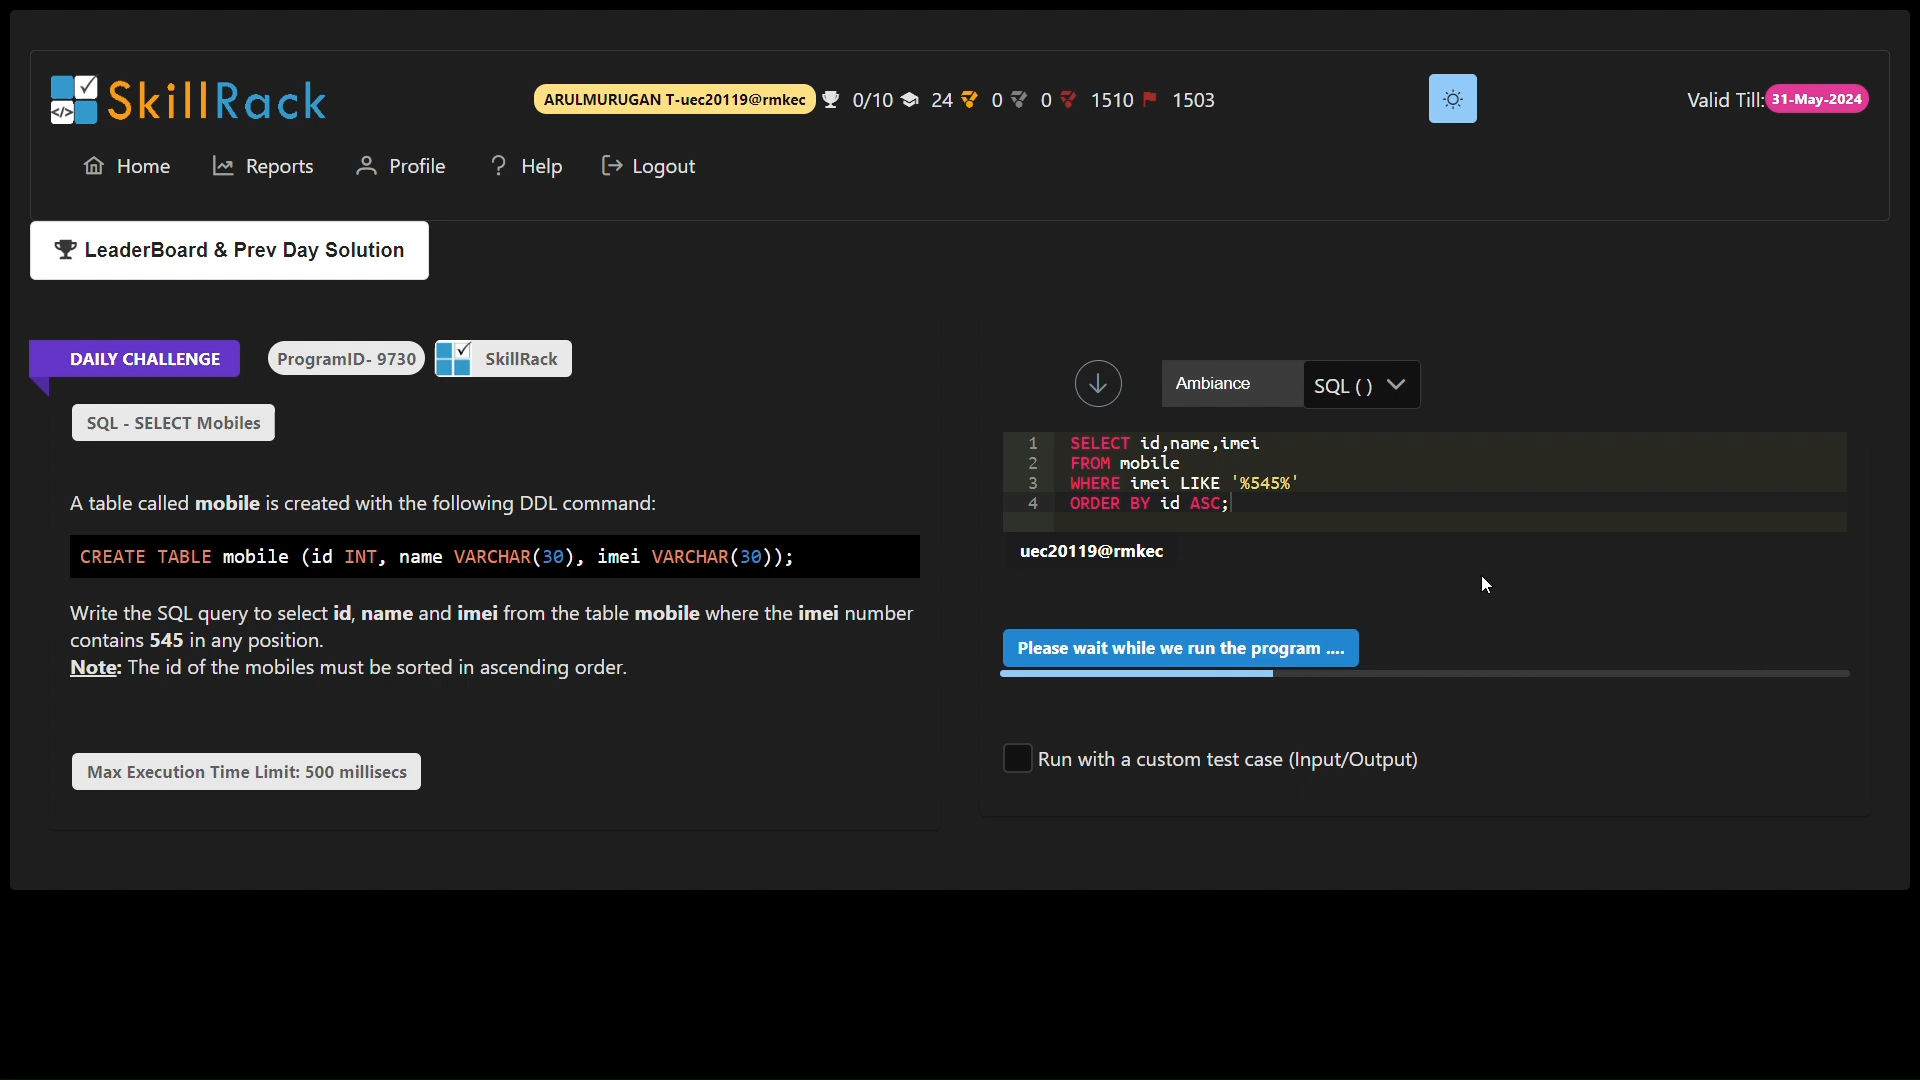 SkillRack
ARULMURUGAN T-uec20119@rmkec 0/10 24 0 0 1510 1503
Valid Till: 31-May-2024
Home Reports Profile ? Help Logout
LeaderBoard & Prev Day Solution
DAILY CHALLENGE ProgramID- 9730 SkillRack
SQL - SELECT Mobiles
A table called mobile is created with the following DDL command:
CREATE TABLE mobile (id INT, name VARCHAR(30), imei VARCHAR(30));
Write the SQL query to select id, name and imei from the table mobile where the imei number
contains 545 in any position.
Note: The id of the mobiles must be sorted in ascending order.
Max Execution Time Limit: 500 millisecs
Ambiance SQL ( )
1 SELECT id,name,imei
2 FROM mobile
3 WHERE imei LIKE '%545%'
4 ORDER BY id ASC;
uec20119@rmkec
Please wait while we run the program ....
Run with a custom test case (Input/Output)